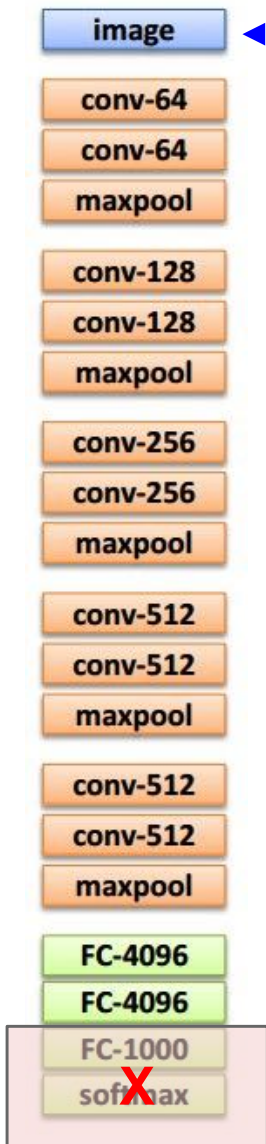 image
conv-64
conv-64
maxpool
conv-128
conv-128
maxpool
conv-256
conv-256
maxpool
conv-512
conv-512
maxpool
conv-512
conv-512
maxpool
FC-4096
FC-4096
FC-1000
softmax
X